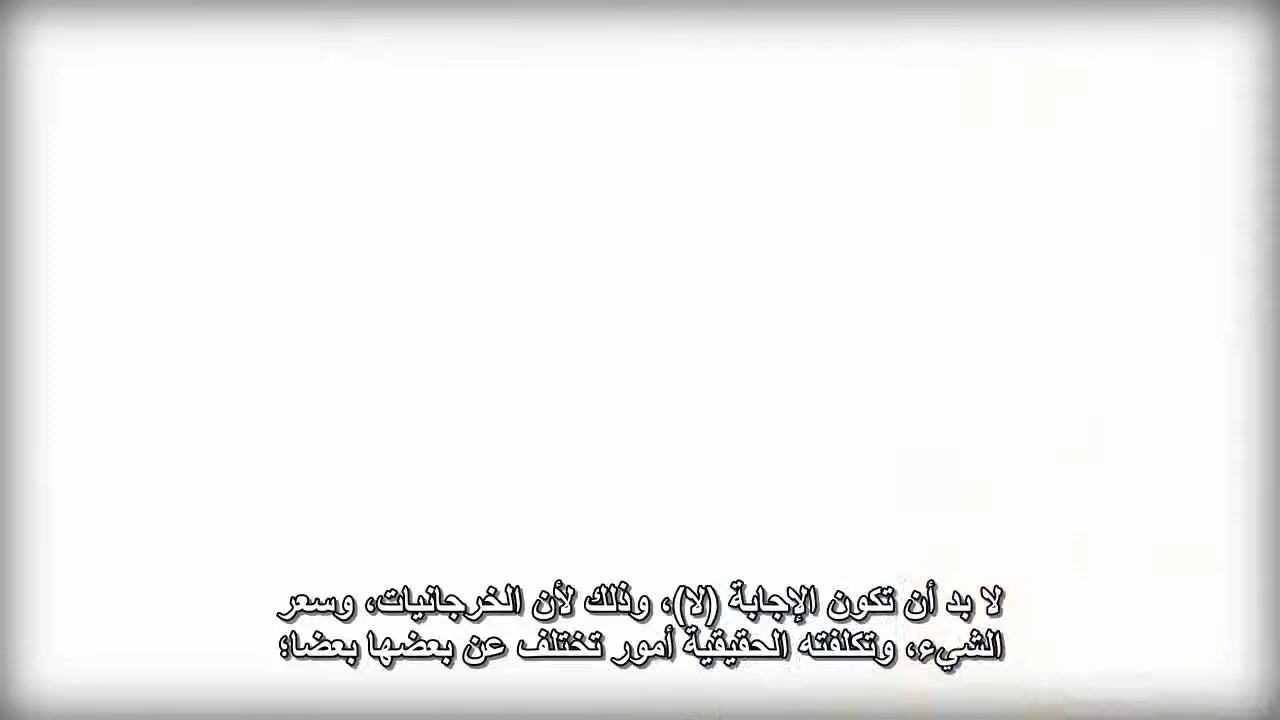 لا بد أن تكون الإجابة (لا)، وذلك لأن الخرجانيات، وسعر
الشيء، وتكلفته الحقيقية أمور تختلف عن بعضها بعضا؛